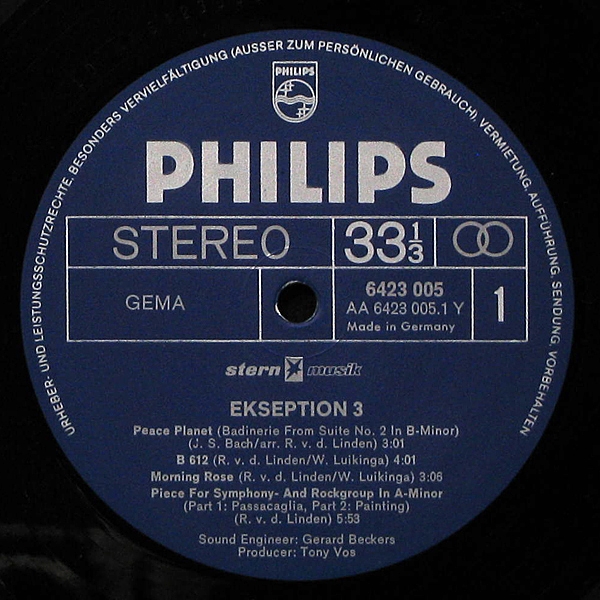 URHEBER- UND LEISTUNGSSCHUTZRECHTE, BESONDERS VERVIELFÄLTIGUNG (AUSSER ZUM PERSÖNLICHEN GEBRAUCH), VERMIETUNG, AUFFÜHRUNG, SENDUNG, VORBEHALTEN
PHILIPS
PHILIPS
STEREO 33 1/3
GEMA 6423 005 1
AA 6423 005.1 Y
Made in Germany
stern musik
EKSEPTION 3
Peace Planet (Badinerie From Suite No. 2 In B-Minor)
(J. S. Bach/arr. R. v. d. Linden) 3:01
B 612 (R. v. d. Linden/W. Luikinga) 4:01
Morning Rose (R. v. d. Linden/W. Luikinga) 3:06
Piece For Symphony- And Rockgroup In A-Minor
(Part 1: Passacaglia, Part 2: Painting)
(R. v. d. Linden) 5:53
Sound Engineer: Gerard Beckers
Producer: Tony Vos